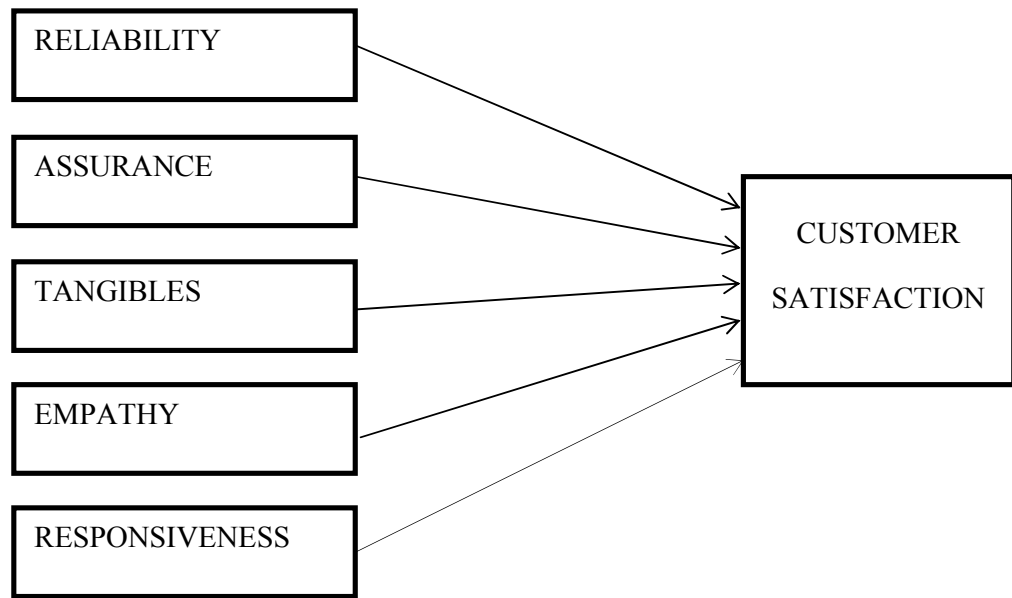 RELIABILITY
ASSURANCE
TANGIBLES
EMPATHY
RESPONSIVENESS
CUSTOMER
SATISFACTION